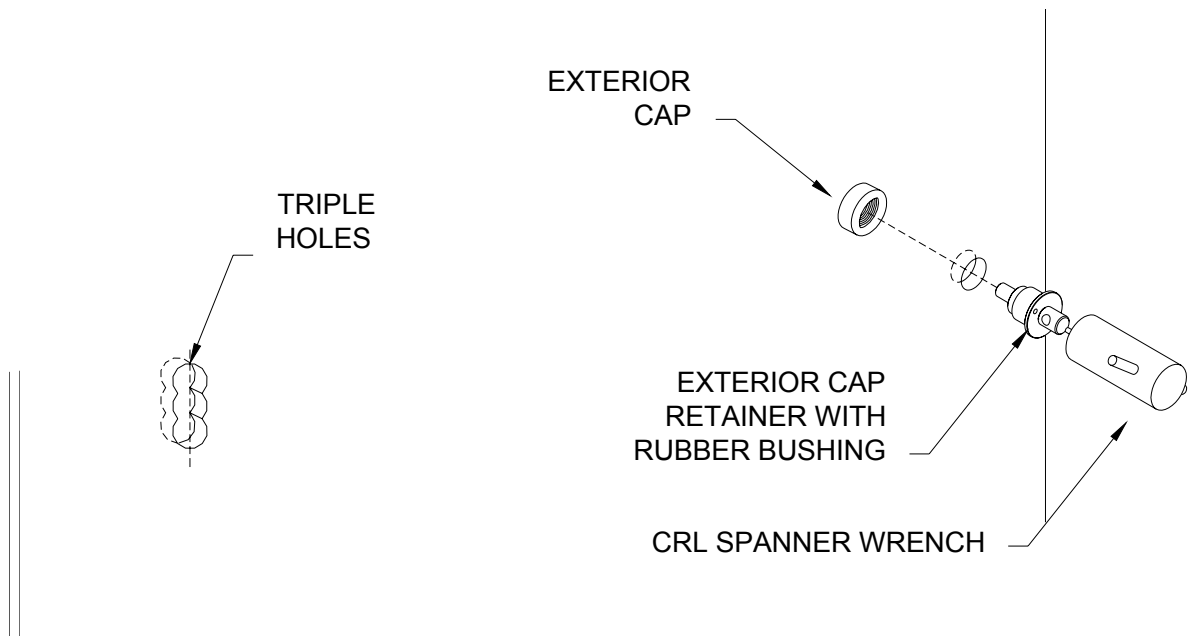 EXTERIOR
CAP
TRIPLE
HOLES
EXTERIOR CAP
RETAINER WITH
RUBBER BUSHING
CRL SPANNER WRENCH